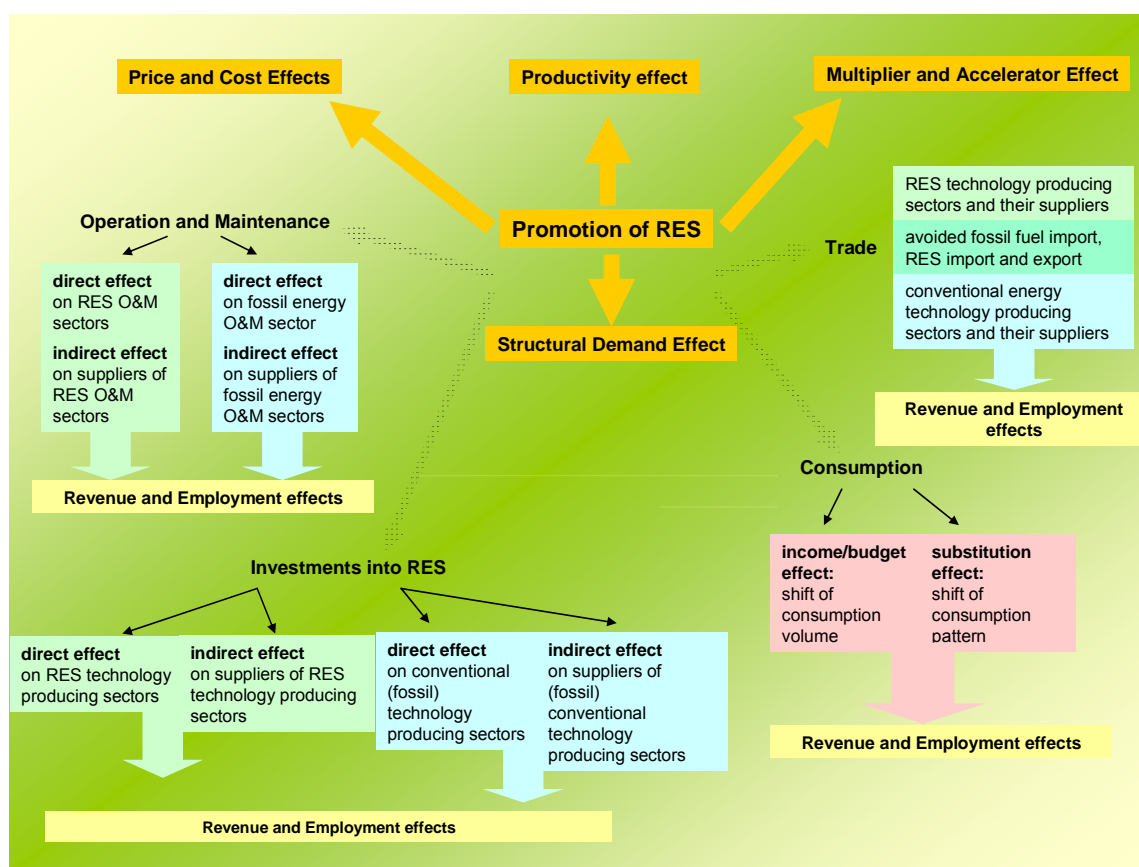 Price and Cost Effects
Productivity effect
Multiplier and Accelerator Effect
Promotion of RES
Structural Demand Effect
Operation and Maintenance
direct effect
on RES O&M
sectors
indirect effect
on suppliers of
RES O&M
sectors
direct effect
on fossil energy
O&M sector
indirect effect
on suppliers of
fossil energy
O&M sectors
Revenue and Employment effects
Trade
RES technology producing
sectors and their suppliers
avoided fossil fuel import,
RES import and export
conventional energy
technology producing
sectors and their suppliers
Revenue and Employment
effects
Consumption
income/budget
effect:
shift of
consumption
volume
substitution
effect:
shift of
consumption
pattern
Revenue and Employment effects
Investments into RES
direct effect
on RES technology
producing sectors
indirect effect
on suppliers of RES
technology producing
sectors
direct effect
on conventional
(fossil)
technology
producing sectors
indirect effect
on suppliers of
(fossil)
conventional
technology
producing sectors
Revenue and Employment effects